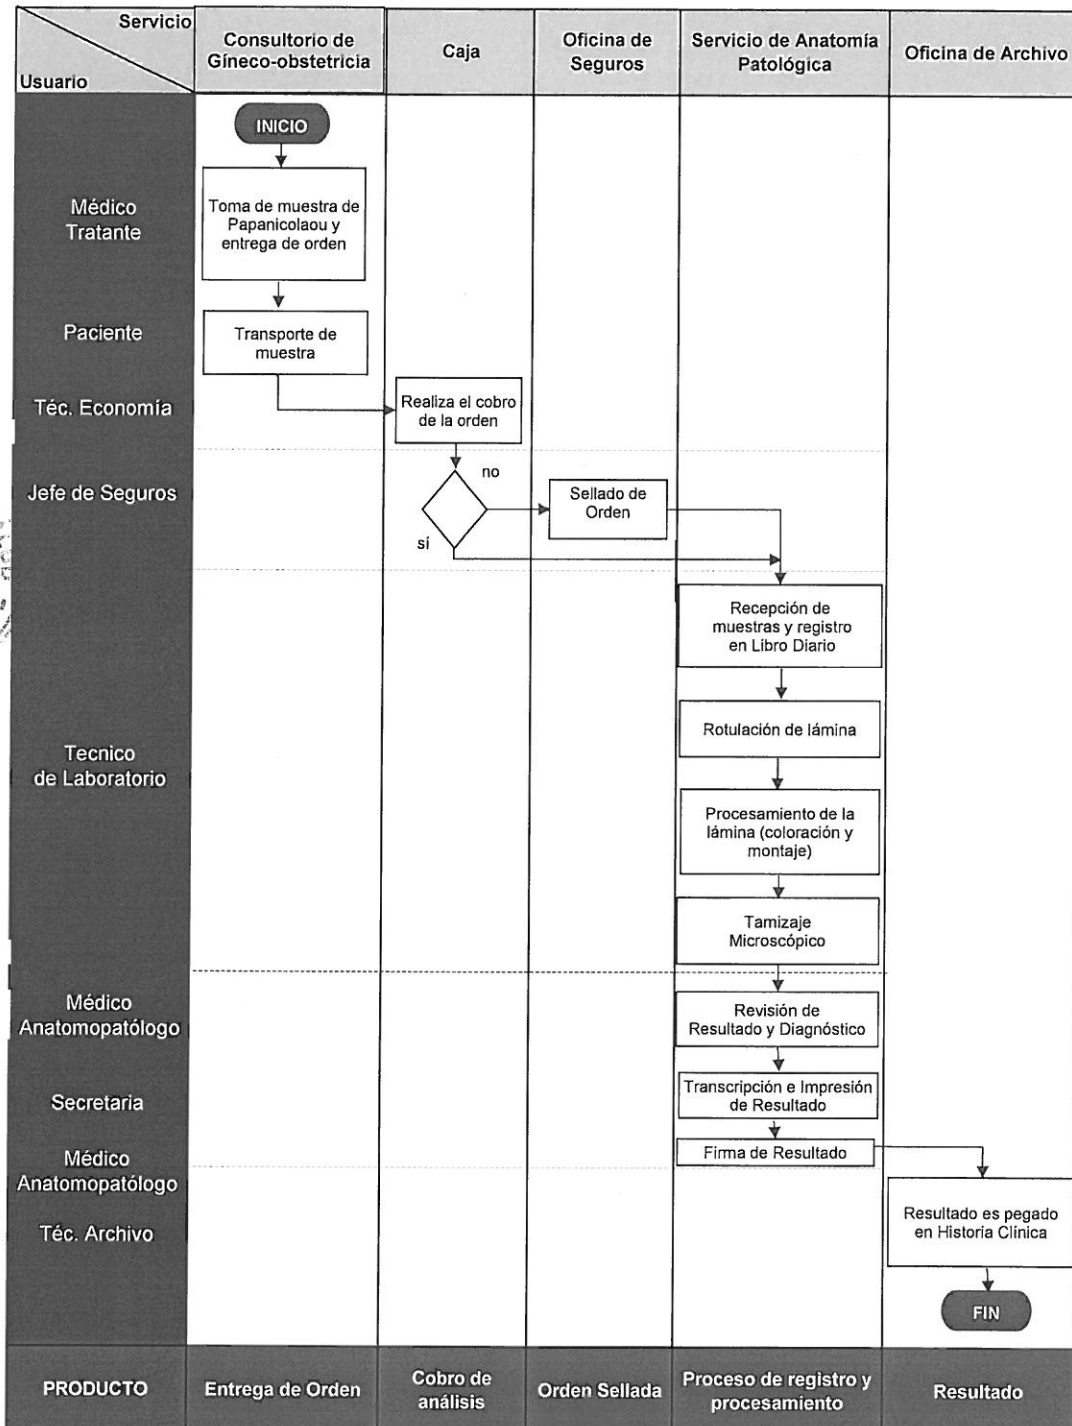 Servicio
Usuario
Consultorio de
Gíneco-obstetricia
Caja
Oficina de
Seguros
Servicio de Anatomía
Patológica
Oficina de Archivo
INICIO
Médico
Tratante
Toma de muestra de
Papanicolaou y
entrega de orden
Paciente
Transporte de
muestra
Téc. Economía
Realiza el cobro
de la orden
Jefe de Seguros
no
sí
Sellado de
Orden
Recepción de
muestras y registro
en Libro Diario
Rotulación de lámina
Tecnico
de Laboratorio
Procesamiento de la
lámina (coloración y
montaje)
Tamizaje
Microscópico
Médico
Anatomopatólogo
Revisión de
Resultado y Diagnóstico
Secretaria
Transcripción e Impresión
de Resultado
Médico
Anatomopatólogo
Firma de Resultado
Téc. Archivo
Resultado es pegado
en Historia Clínica
FIN
PRODUCTO
Entrega de Orden
Cobro de
análisis
Orden Sellada
Proceso de registro y
procesamiento
Resultado